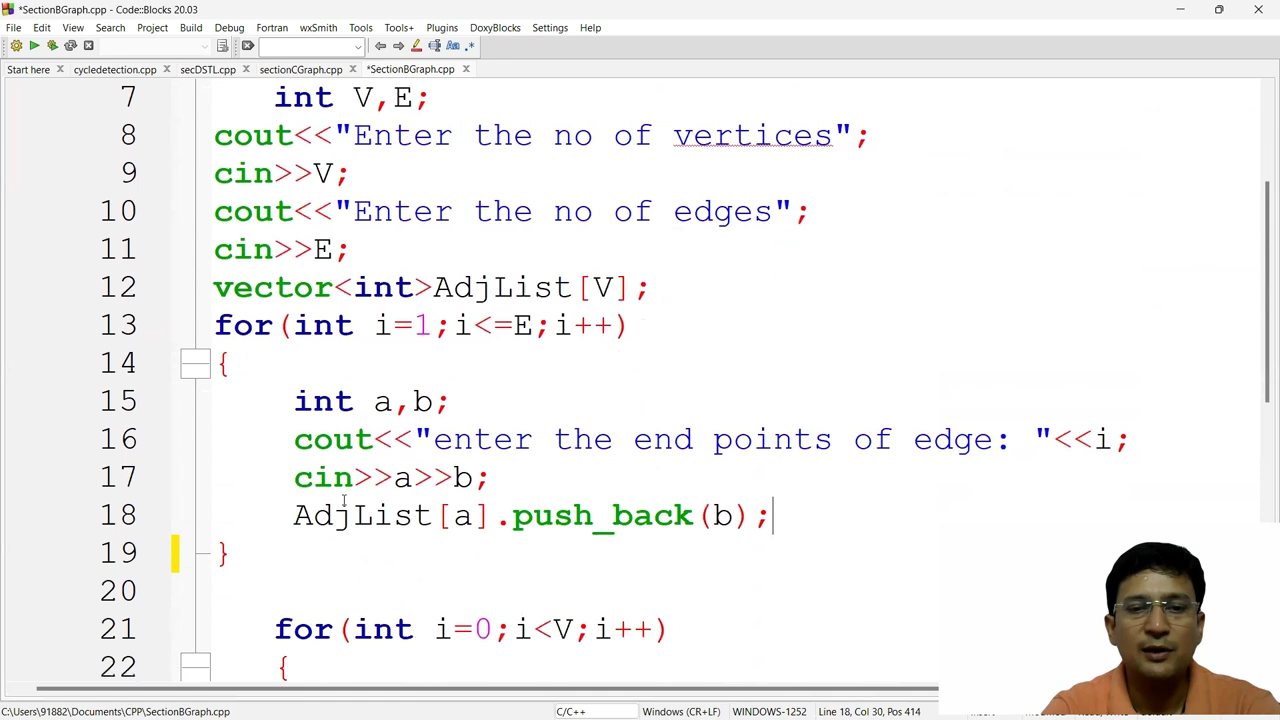 *SectionBGraph.cpp - Code::Blocks 20.03
File Edit View Search Project Build Debug Fortran wxSmith Tools Tools+ Plugins DoxyBlocks Settings Help
Start here cycledetection.cpp secDSTL.cpp sectionCGraph.cpp *SectionBGraph.cpp
7 int V,E;
8 cout<<"Enter the no of vertices";
9 cin>>V;
10 cout<<"Enter the no of edges";
11 cin>>E;
12 vector<int>AdjList[V];
13 for(int i=1;i<=E;i++)
14 {
15 int a,b;
16 cout<<"enter the end points of edge: "<<i;
17 cin>>a>>b;
18 AdjList[a].push_back(b);
19 }
20
21 for(int i=0;i<V;i++)
22 {
C:\Users\91882\Documents\CPP\SectionBGraph.cpp C/C++ Windows (CR+LF) WINDOWS-1252 Line 18, Col 30, Pos 414